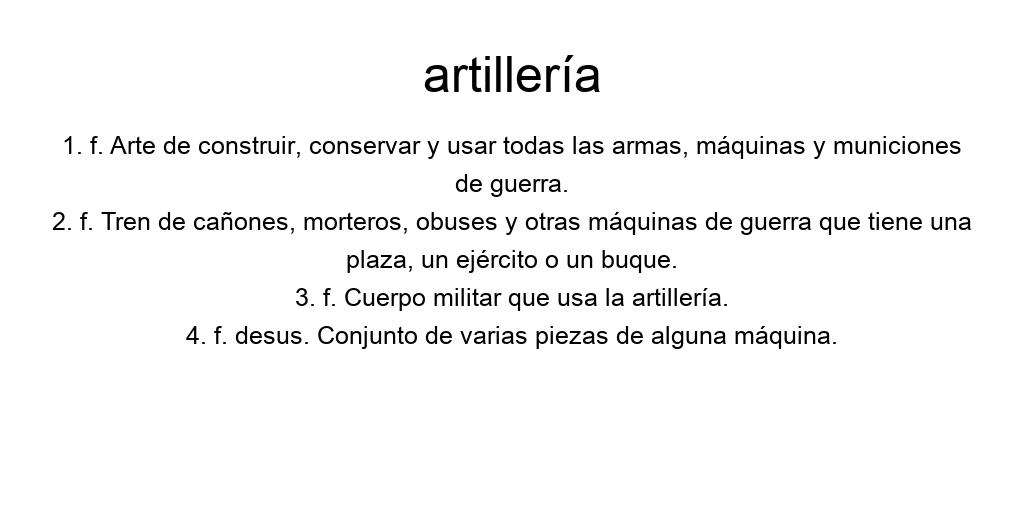 artillería
1. f. Arte de construir, conservar y usar todas las armas, máquinas y municiones
de guerra.
2. f. Tren de cañones, morteros, obuses y otras máquinas de guerra que tiene una
plaza, un ejército o un buque.
3. f. Cuerpo militar que usa la artillería.
4. f. desus. Conjunto de varias piezas de alguna máquina.